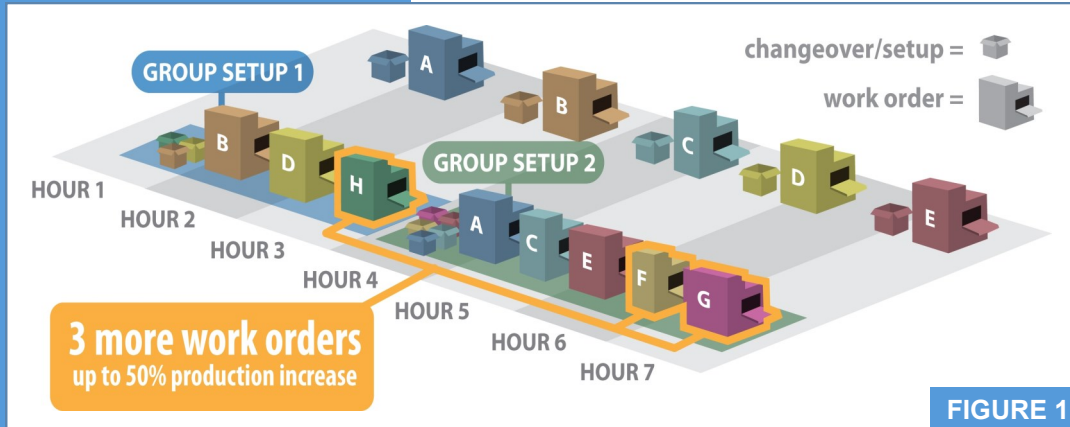 changeover/setup =
work order =
GROUP SETUP 1
A
B
C
D
E
B
D
H
GROUP SETUP 2
A
C
E
F
G
HOUR 1
HOUR 2
HOUR 3
HOUR 4
HOUR 5
HOUR 6
HOUR 7
3 more work orders
up to 50% production increase
FIGURE 1